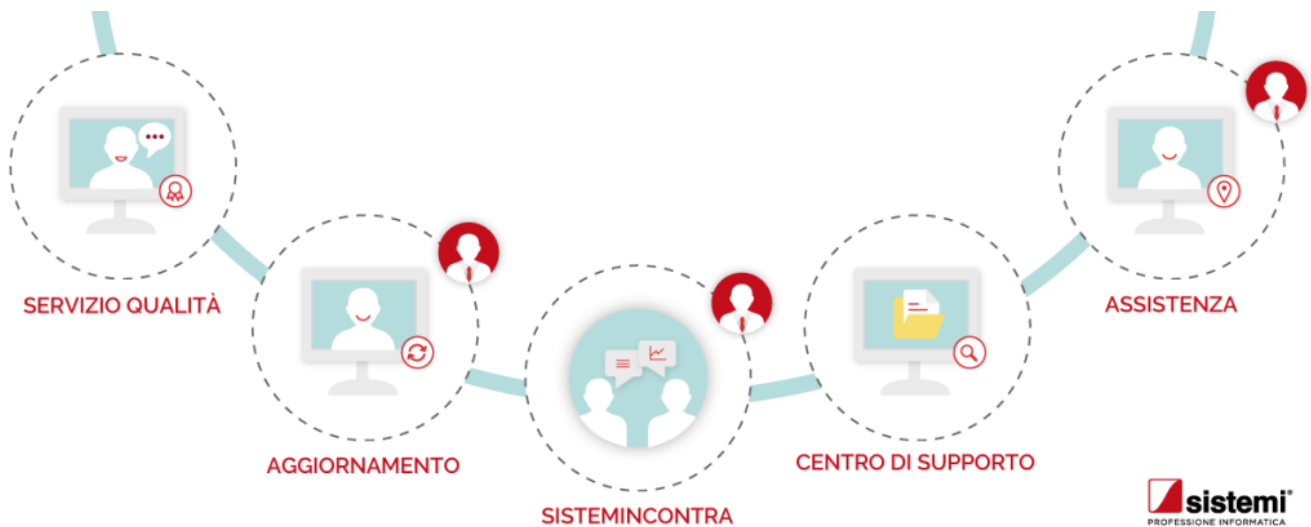 SERVIZIO QUALITÀ
AGGIORNAMENTO
SISTEMINCONTRA
CENTRO DI SUPPORTO
ASSISTENZA
sistemi®
PROFESSIONE INFORMATICA